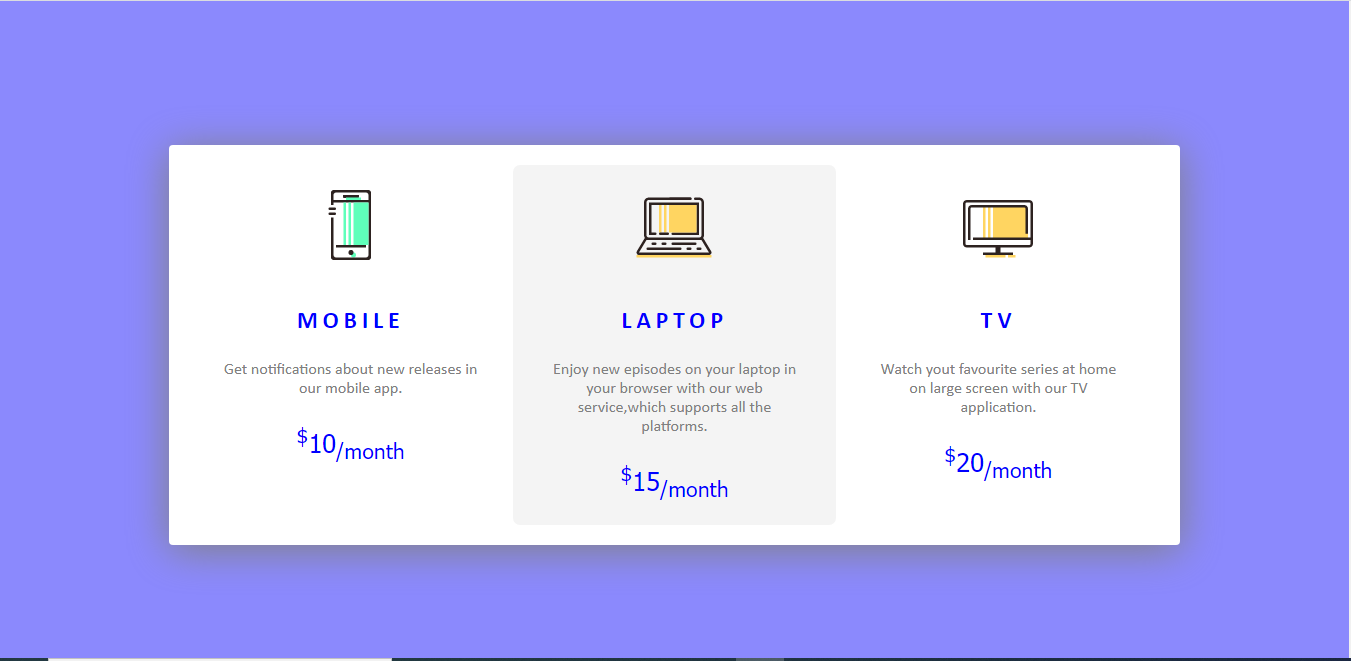 MOBILE
Get notifications about new releases in
our mobile app.
$10/month
LAPTOP
Enjoy new episodes on your laptop in
your browser with our web
service,which supports all the
platforms.
$15/month
TV
Watch yout favourite series at home
on large screen with our TV
application.
$20/month